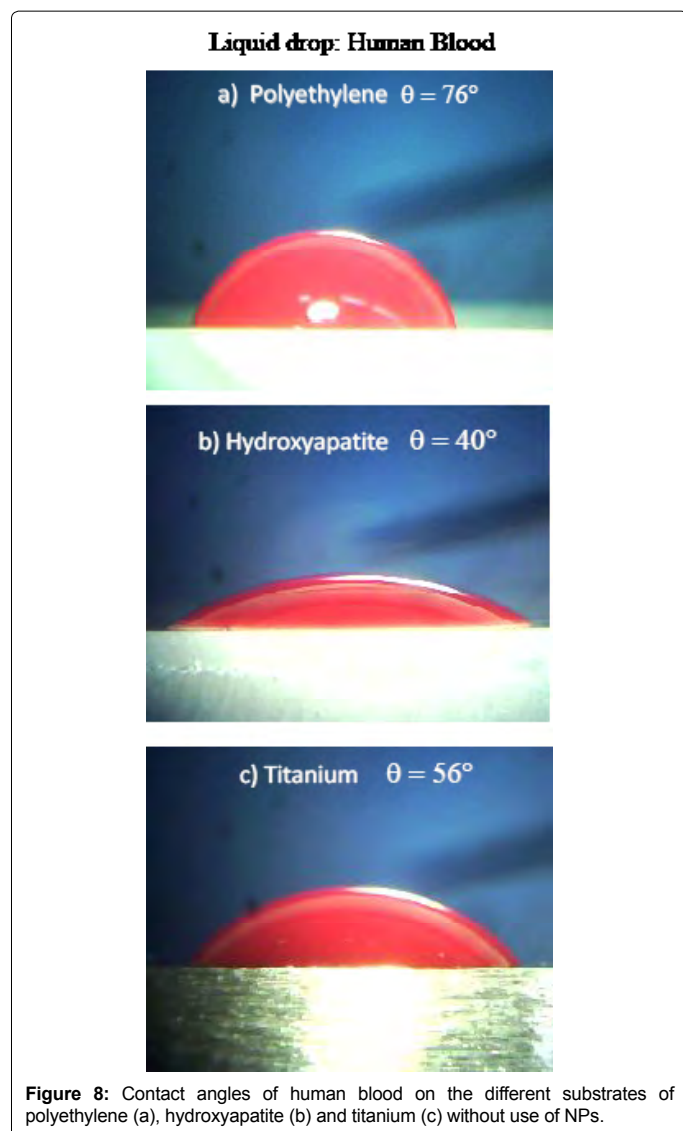 Liquid drop: Human Blood
a) Polyethylene θ = 76°
b) Hydroxyapatite θ = 40°
c) Titanium θ = 56°
Figure 8: Contact angles of human blood on the different substrates of
polyethylene (a), hydroxyapatite (b) and titanium (c) without use of NPs.